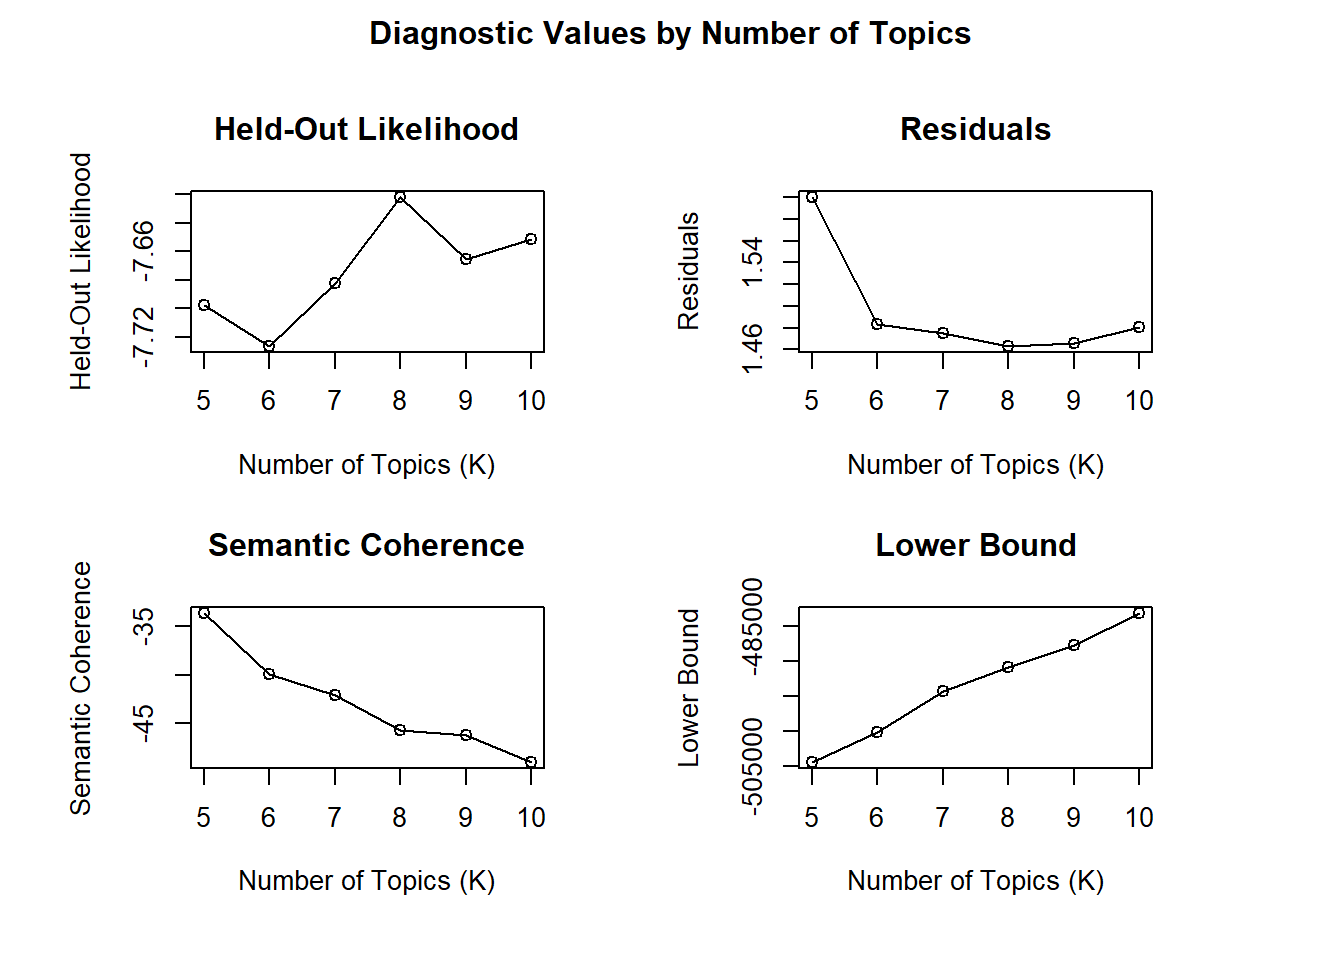 Diagnostic Values by Number of Topics
Held-Out Likelihood
Held-Out Likelihood
-7.66
-7.72
5 6 7 8 9 10
Number of Topics (K)
Residuals
Residuals
1.54
1.46
5 6 7 8 9 10
Number of Topics (K)
Semantic Coherence
Semantic Coherence
-35
-45
5 6 7 8 9 10
Number of Topics (K)
Lower Bound
Lower Bound
-485000
-505000
5 6 7 8 9 10
Number of Topics (K)